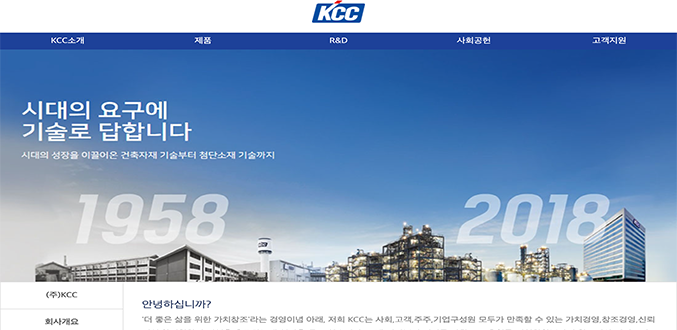 KCC
KCC소개 제품 R&D 사회공헌 고객지원
시대의 요구에
기술로 답합니다
시대의 성장을 이끌어온 건축자재 기술부터 첨단소재 기술까지
1958 2018
(주)KCC
회사개요
안녕하십니까?
'더 좋은 삶을 위한 가치창조'라는 경영이념 아래, 저희 KCC는 사회,고객,주주,기업구성원 모두가 만족할 수 있는 가치경영,창조경영,신뢰